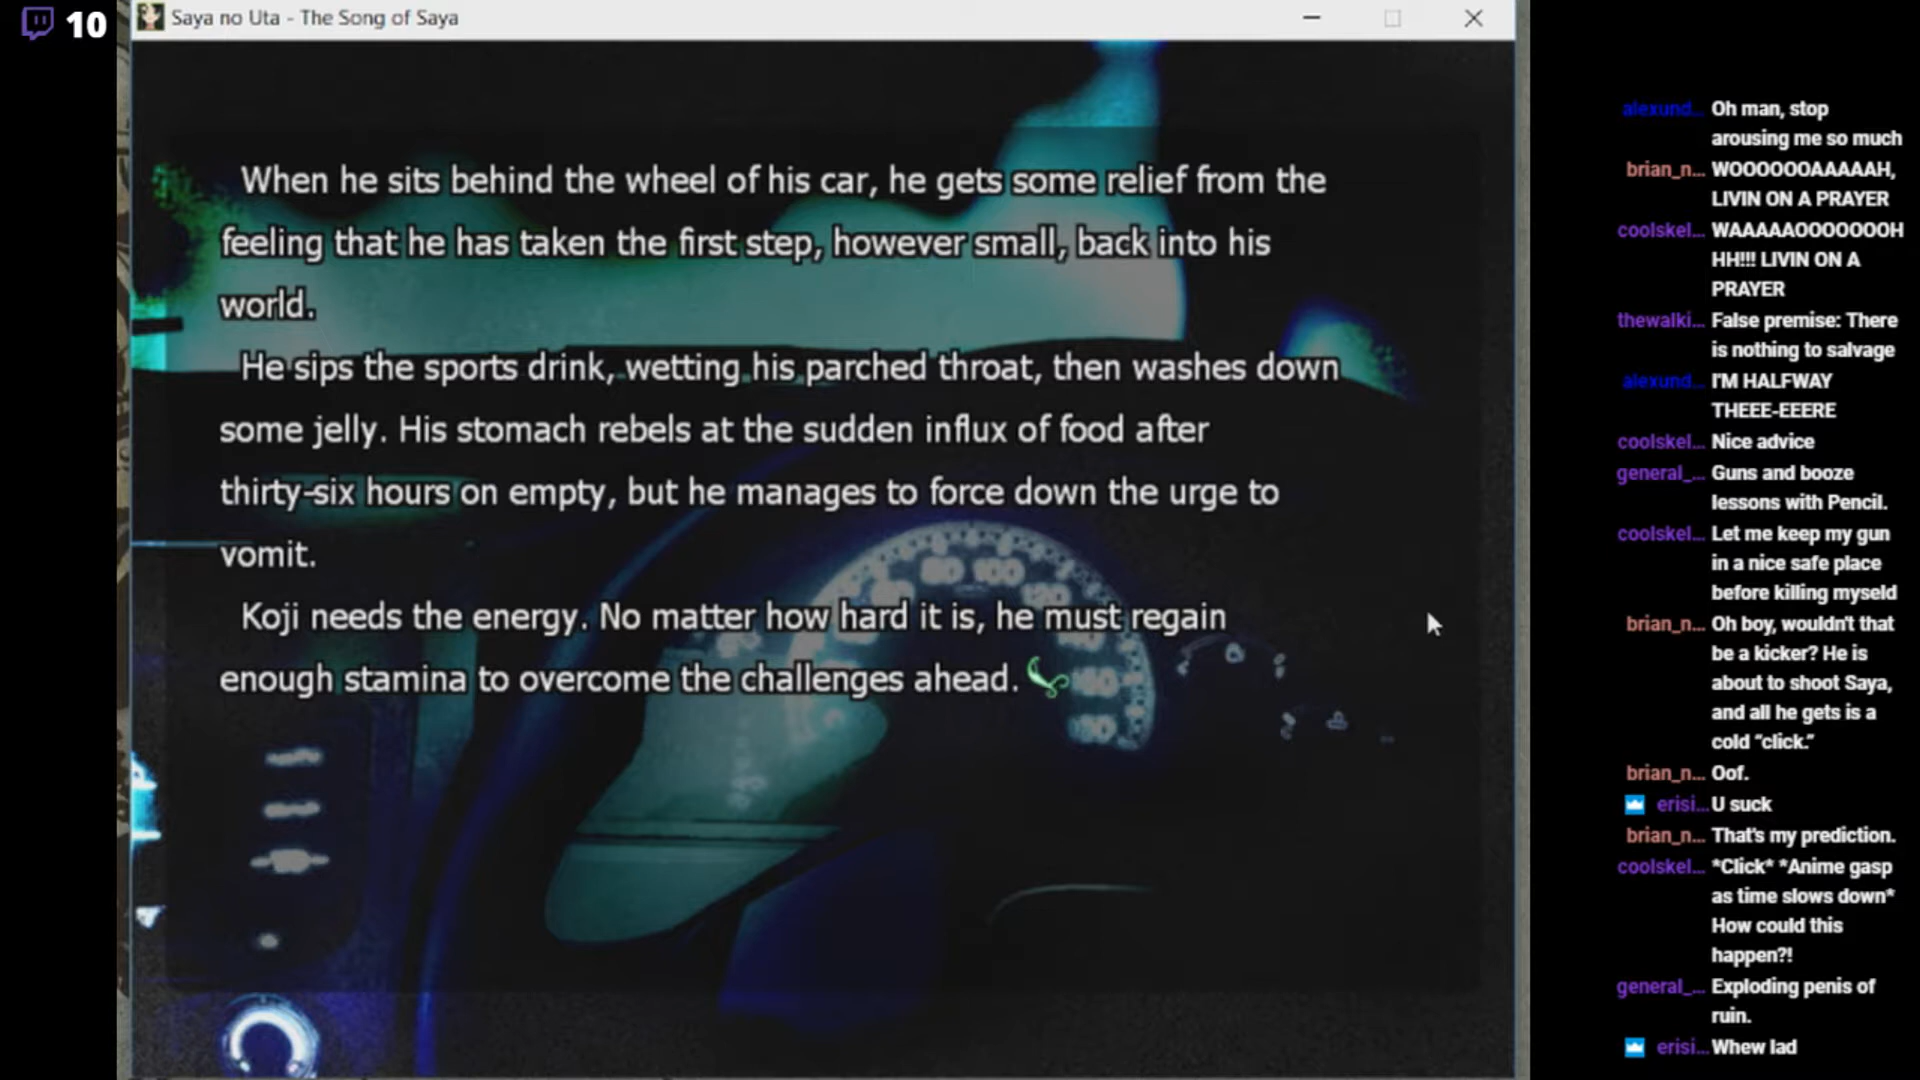 10
Saya no Uta - The Song of Saya
When he sits behind the wheel of his car, he gets some relief from the
feeling that he has taken the first step, however small, back into his
world.
He sips the sports drink, wetting his parched throat, then washes down
some jelly. His stomach rebels at the sudden influx of food after
thirty-six hours on empty, but he manages to force down the urge to
vomit.
Koji needs the energy. No matter how hard it is, he must regain
enough stamina to overcome the challenges ahead.
80 100
120
alexund... Oh man, stop
arousing me so much
brian_n... WOOOOOOAAAAAH,
LIVIN ON A PRAYER
coolskel... WAAAAAOOOOOOOH
HH!!! LIVIN ON A
PRAYER
thewalki... False premise: There
is nothing to salvage
alexund... I'M HALFWAY
THEEE-EEERE
coolskel... Nice advice
general_... Guns and booze
lessons with Pencil.
coolskel... Let me keep my gun
in a nice safe place
before killing myseld
brian_n... Oh boy, wouldn't that
be a kicker? He is
about to shoot Saya,
and all he gets is a
cold “click.”
brian_n... Oof.
erisi... U suck
brian_n... That's my prediction.
coolskel... *Click* *Anime gasp
as time slows down*
How could this
happen?!
general_... Exploding penis of
ruin.
erisi... Whew lad